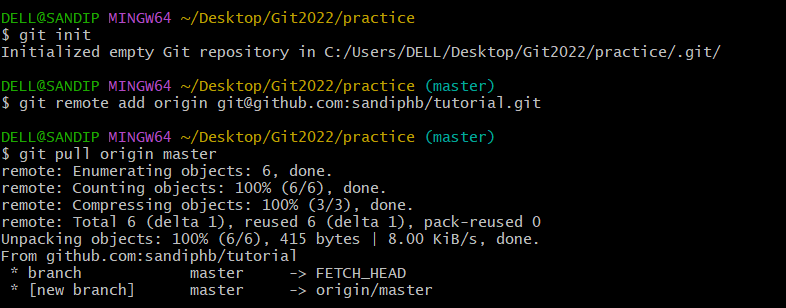 DELL@SANDIP MINGW64 ~/Desktop/Git2022/practice
$ git init
Initialized empty Git repository in C:/Users/DELL/Desktop/Git2022/practice/.git/
DELL@SANDIP MINGW64 ~/Desktop/Git2022/practice (master)
$ git remote add origin git@github.com:sandiphb/tutorial.git
DELL@SANDIP MINGW64 ~/Desktop/Git2022/practice (master)
$ git pull origin master
remote: Enumerating objects: 6, done.
remote: Counting objects: 100% (6/6), done.
remote: Compressing objects: 100% (3/3), done.
remote: Total 6 (delta 1), reused 6 (delta 1), pack-reused 0
Unpacking objects: 100% (6/6), 415 bytes | 8.00 KiB/s, done.
From github.com:sandiphb/tutorial
 * branch            master     -> FETCH_HEAD
 * [new branch]      master     -> origin/master